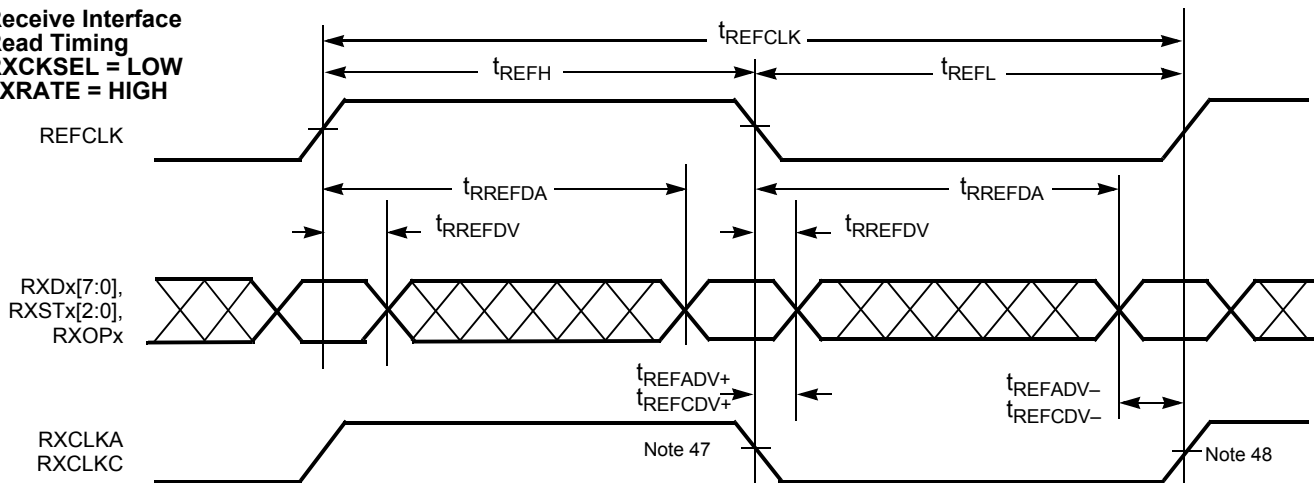 Receive Interface
Read Timing
RXCKSEL = LOW
XRATE = HIGH
tREFCLK
tREFH
tREFL
REFCLK
tRREFDA
tRREFDA
tRREFDV
tRREFDV
RXDx[7:0],
RXSTx[2:0],
RXOPx
tREFADV+
tREFCDV+
tREFADV–
tREFCDV–
RXCLKA
RXCLKC
Note 47
Note 48